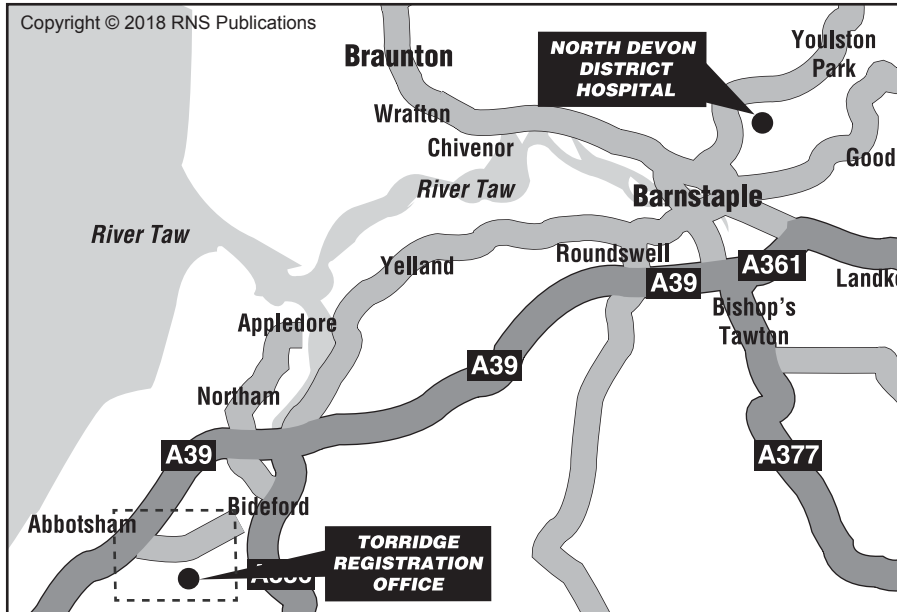 Copyright © 2018 RNS Publications
Braunton
NORTH DEVON
DISTRICT
HOSPITAL
Youlston
Park
Wrafton
Chivenor
Good
River Taw
Barnstaple
River Taw
Yelland
Roundswell
A39
A361
Landk
Bishop's
Tawton
Appledore
A39
Northam
A39
A377
Bideford
Abbotsham
TORRIDGE
REGISTRATION
OFFICE